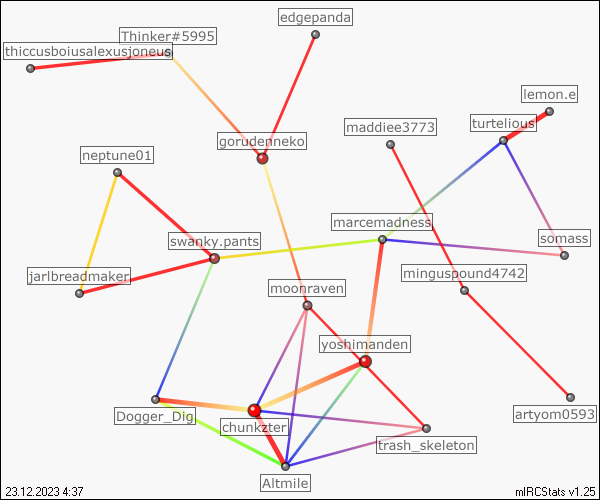 edgepanda
Thinker#5995
thiccusboiusalexusjoneus
lemon.e
turtelious
maddiee3773
gorudenneko
neptune01
marcemadness
swanky.pants
somass
jarlbreadmaker
minguspound4742
moonraven
yoshimanden
Dogger_Dig
artyom0593
chunkzter
trash_skeleton
Altmile
23.12.2023 4:37
mIRCStats v1.25